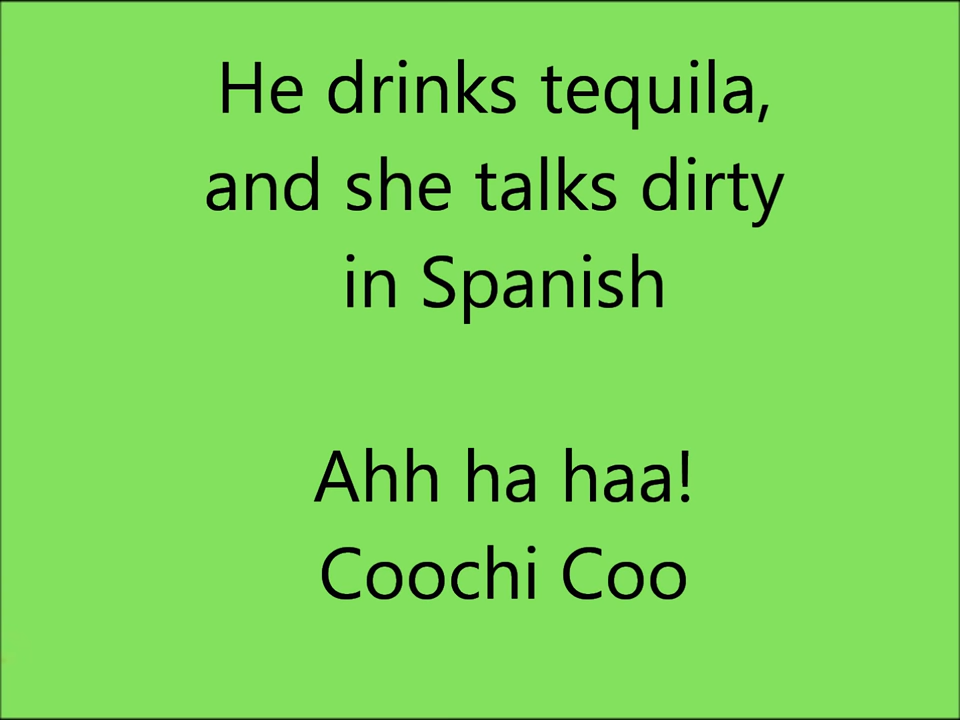 He drinks tequila,
and she talks dirty
in Spanish
Ahh ha haa!
Coochi Coo